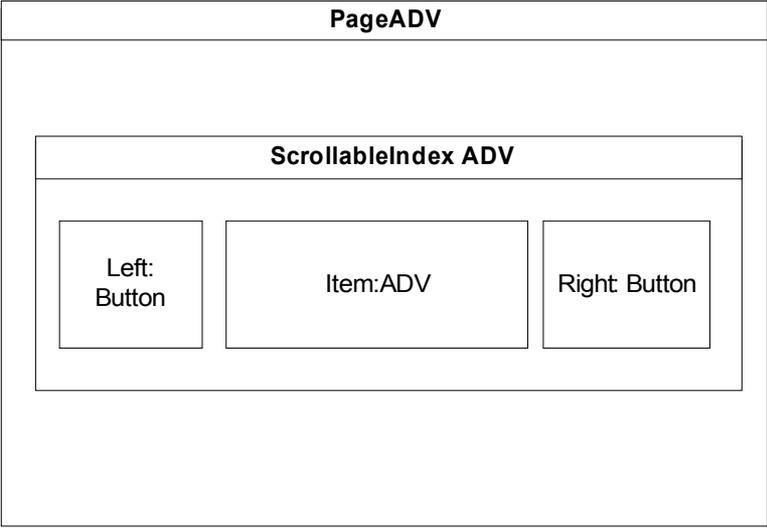 PageADV
ScrollableIndex ADV
Left:
Button
Item:ADV
Right: Button